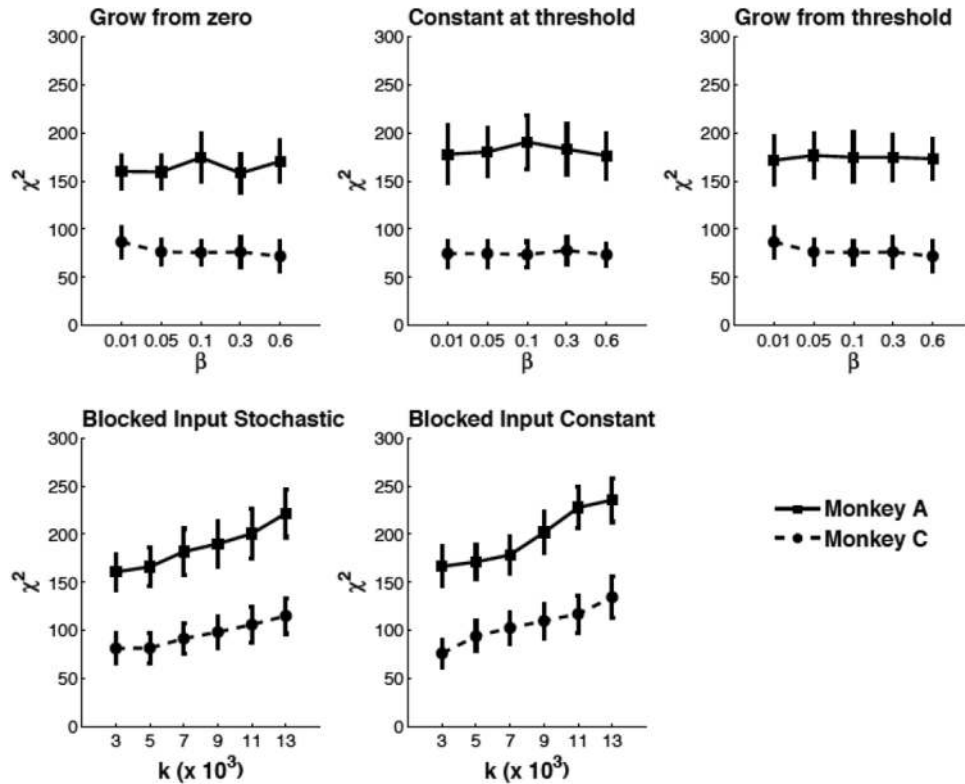 Grow from zero
Constant at threshold
Grow from threshold
300
250
200
150
100
50
0
χ²
0.01 0.05 0.1 0.3 0.6
β
300
250
200
150
100
50
0
χ²
0.01 0.05 0.1 0.3 0.6
β
300
250
200
150
100
50
0
χ²
0.01 0.05 0.1 0.3 0.6
β
Blocked Input Stochastic
Blocked Input Constant
300
250
200
150
100
50
0
χ²
3 5 7 9 11 13
k (x 10³)
300
250
200
150
100
50
0
χ²
3 5 7 9 11 13
k (x 10³)
Monkey A
Monkey C